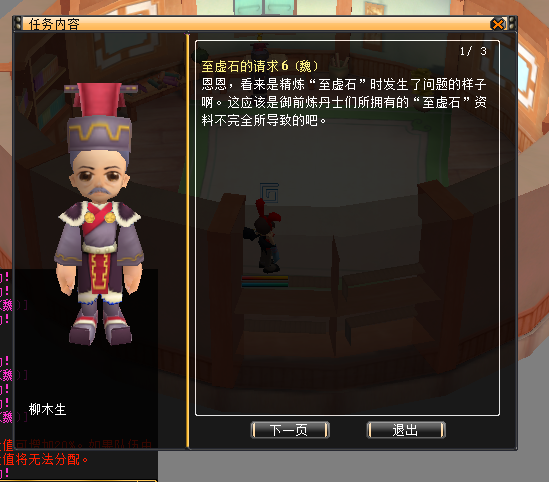 任务内容
1/ 3
至虚石的请求6（魏）
恩恩，看来是精炼“至虚石”时发生了问题的样子
啊。这应该是御前炼丹士们所拥有的“至虚石”资
料不完全所导致的吧。
柳木生
下一页
退出
值将无法分配。